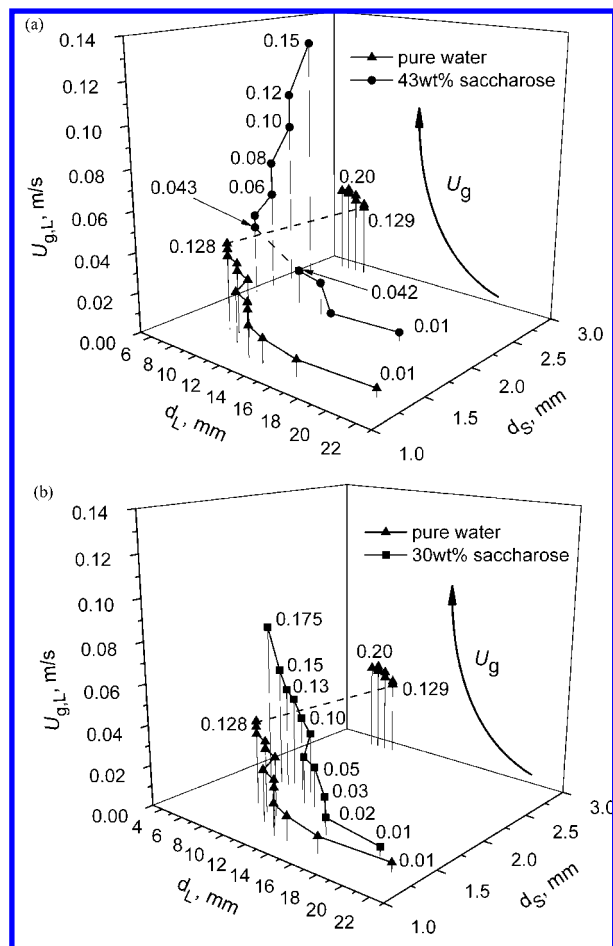 (a)
0.14
0.12
0.10
0.08
0.06
0.04
0.02
0.00
U_g,L, m/s
0.15
0.12
0.10
0.08
0.06
0.043
0.128
0.042
0.01
0.01
0.20
0.129
pure water
43wt% saccharose
U_g
6 8 10 12 14 16 18 20 22
d_L, mm
1.0 1.5 2.0 2.5 3.0
d_S, mm
(b)
0.14
0.12
0.10
0.08
0.06
0.04
0.02
0.00
U_g,L, m/s
0.175
0.15
0.13
0.10
0.128
0.05
0.03
0.02
0.01
0.01
0.20
0.129
pure water
30wt% saccharose
U_g
4 6 8 10 12 14 16 18 20 22
d_L, mm
1.0 1.5 2.0 2.5 3.0
d_S, mm